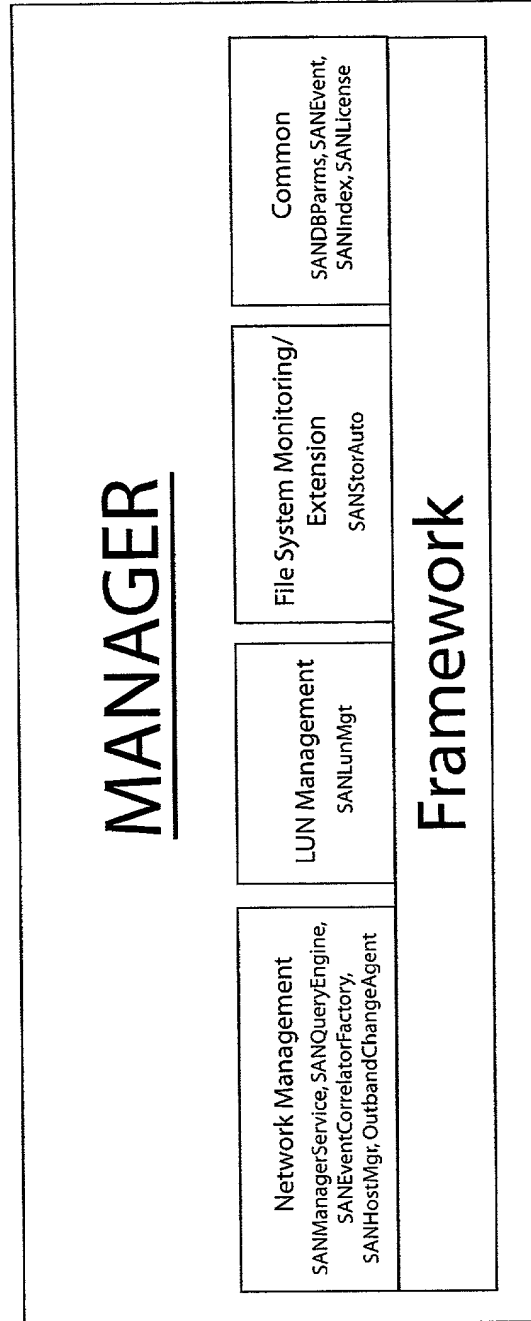 MANAGER
Network Management
SANManagerService, SANQueryEngine,
SANEventCorrelatorFactory,
SANHostMgr, OutbandChangeAgent
LUN Management
SANLunMgt
File System Monitoring/
Extension
SANStorAuto
Common
SANDBParms, SANEvent,
SANIndex, SANLicense
Framework